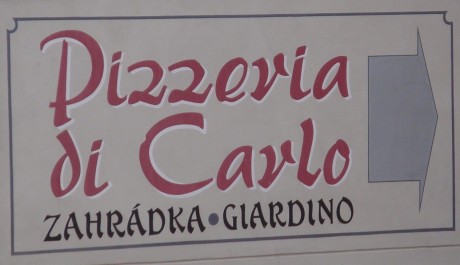 Pizzeria
di Carlo
ZAHRÁDKA • GIARDINO